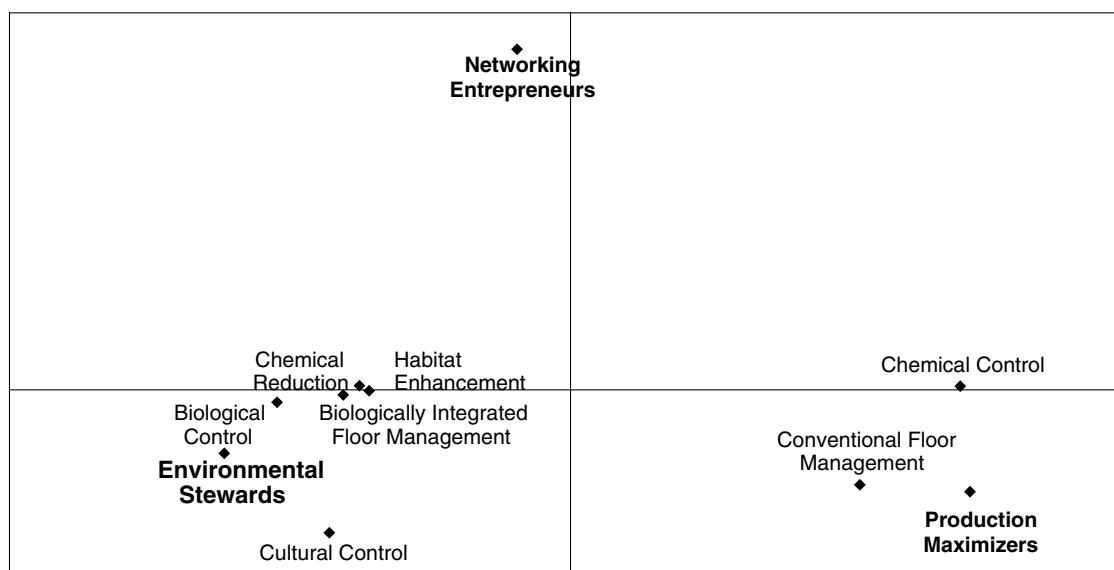 Networking
Entrepreneurs
Chemical
Reduction
Habitat
Enhancement
Chemical Control
Biological
Control
Biologically Integrated
Floor Management
Conventional Floor
Management
Environmental
Stewards
Production
Maximizers
Cultural Control